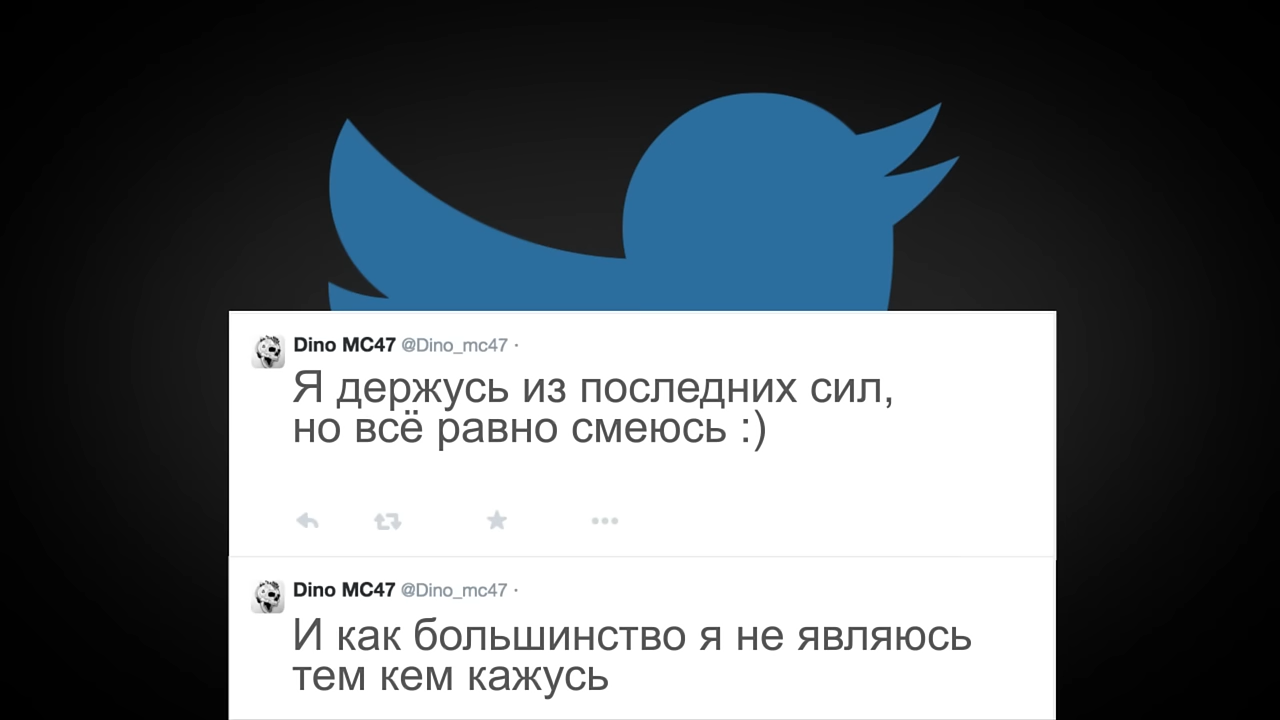 Dino MC47 @Dino_mc47 ·
Я держусь из последних сил,
но всё равно смеюсь :)
Dino MC47 @Dino_mc47 ·
И как большинство я не являюсь
тем кем кажусь